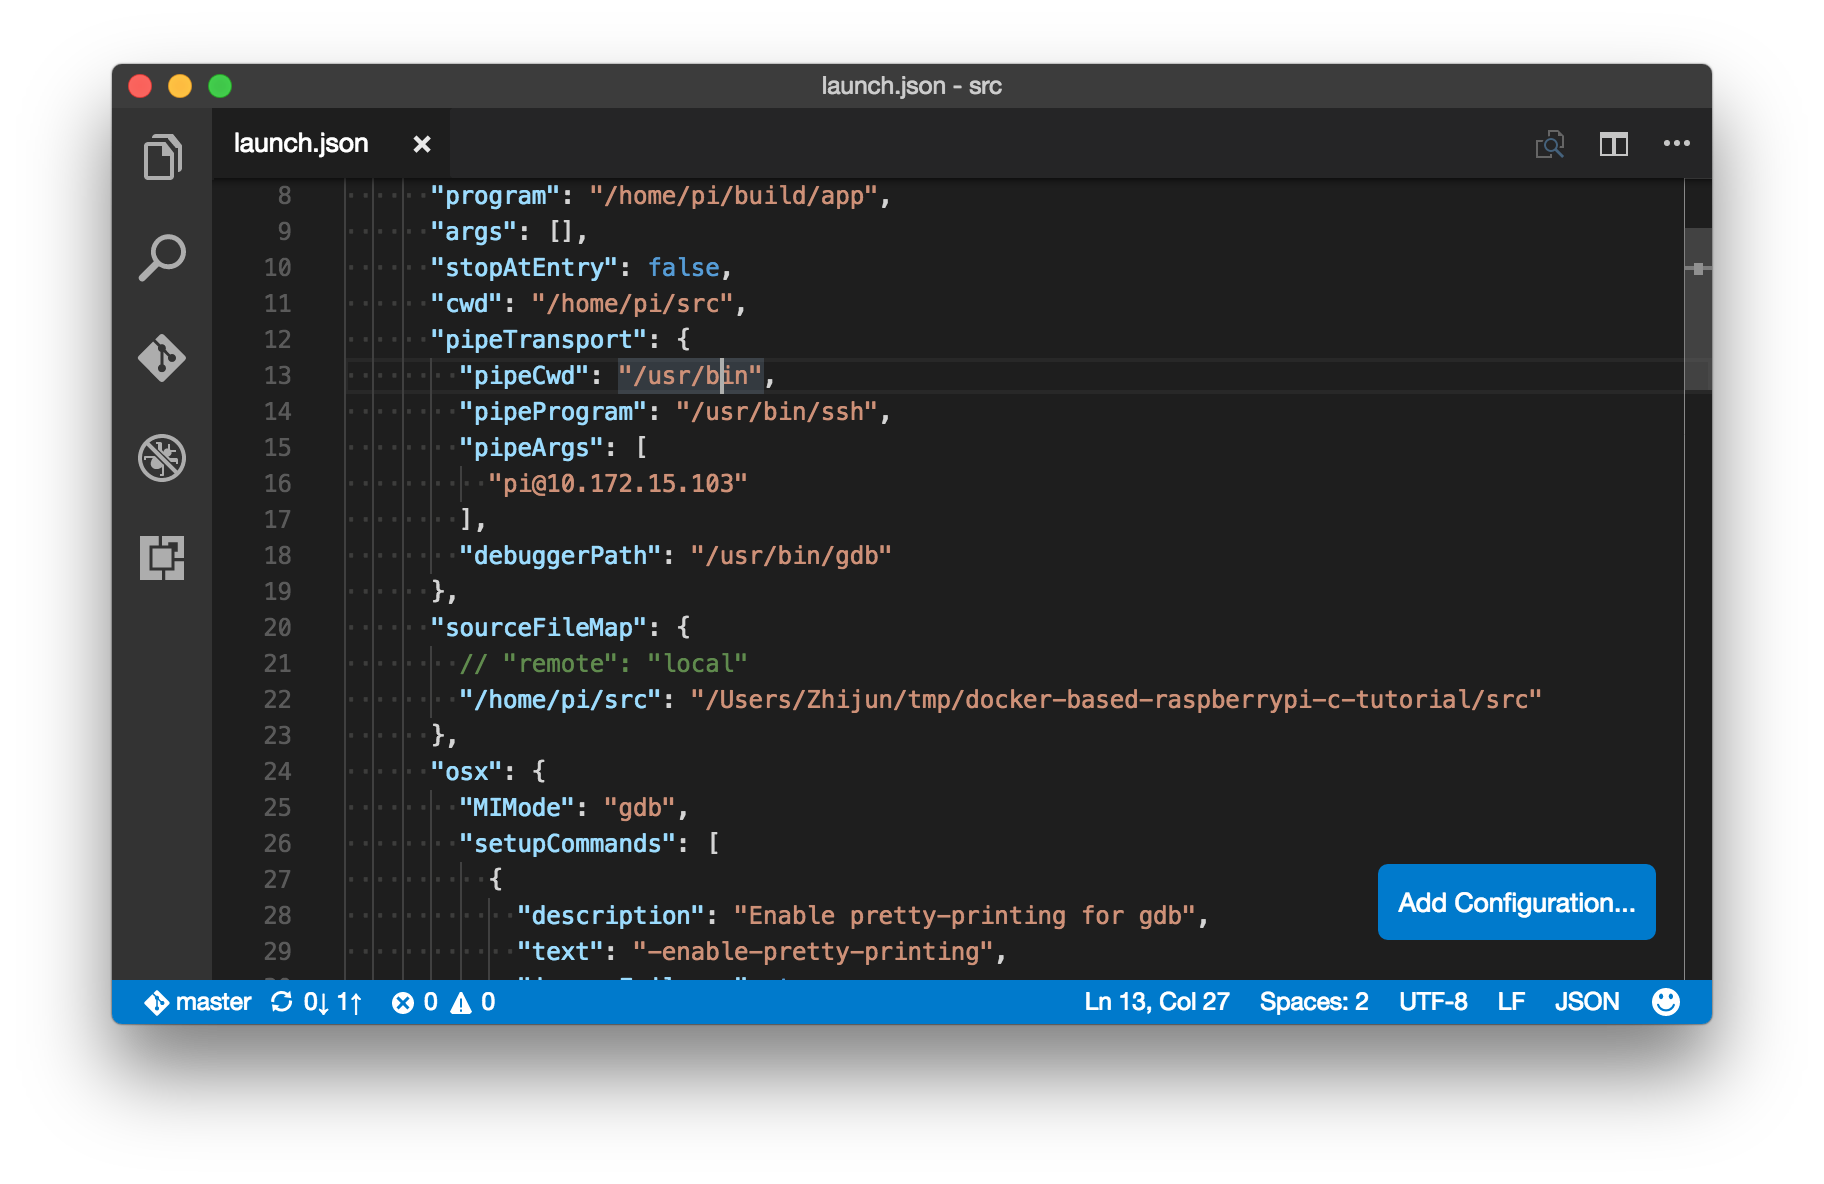 launch.json - src
launch.json
8 "program": "/home/pi/build/app",
9 "args": [],
10 "stopAtEntry": false,
11 "cwd": "/home/pi/src",
12 "pipeTransport": {
13 "pipeCwd": "/usr/bin",
14 "pipeProgram": "/usr/bin/ssh",
15 "pipeArgs": [
16 "pi@10.172.15.103"
17 ],
18 "debuggerPath": "/usr/bin/gdb"
19 },
20 "sourceFileMap": {
21 // "remote": "local"
22 "/home/pi/src": "/Users/Zhijun/tmp/docker-based-raspberrypi-c-tutorial/src"
23 },
24 "osx": {
25 "MIMode": "gdb",
26 "setupCommands": [
27 {
28 "description": "Enable pretty-printing for gdb",
29 "text": "-enable-pretty-printing",
Add Configuration...
master 0↓ 1↑ 0 0 Ln 13, Col 27 Spaces: 2 UTF-8 LF JSON